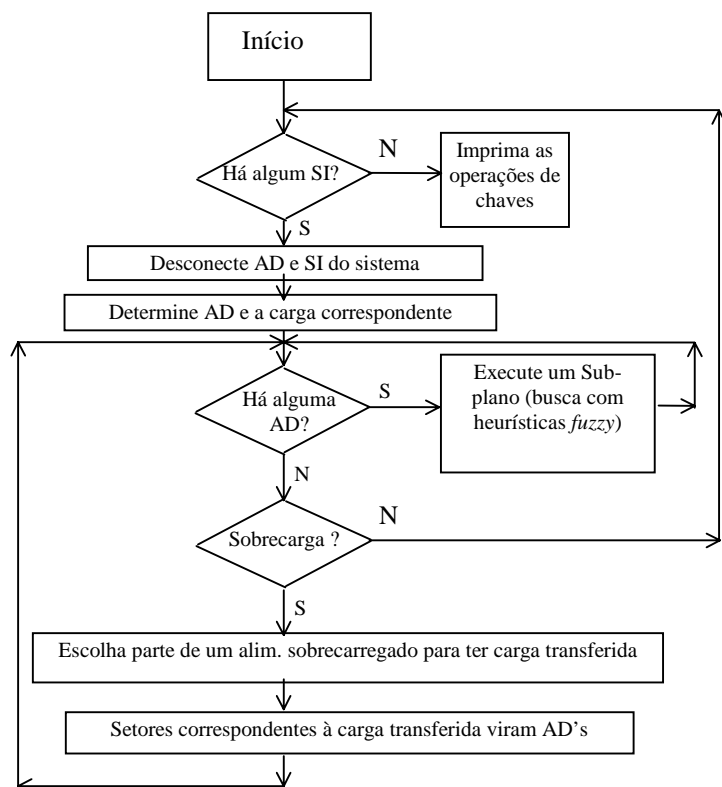 Início
Há algum SI?
N
Imprima as
operações de
chaves
S
Desconecte AD e SI do sistema
Determine AD e a carga correspondente
Há alguma
AD?
S
Execute um Sub-
plano (busca com
heurísticas fuzzy)
N
Sobrecarga ?
N
S
Escolha parte de um alim. sobrecarregado para ter carga transferida
Setores correspondentes à carga transferida viram AD’s